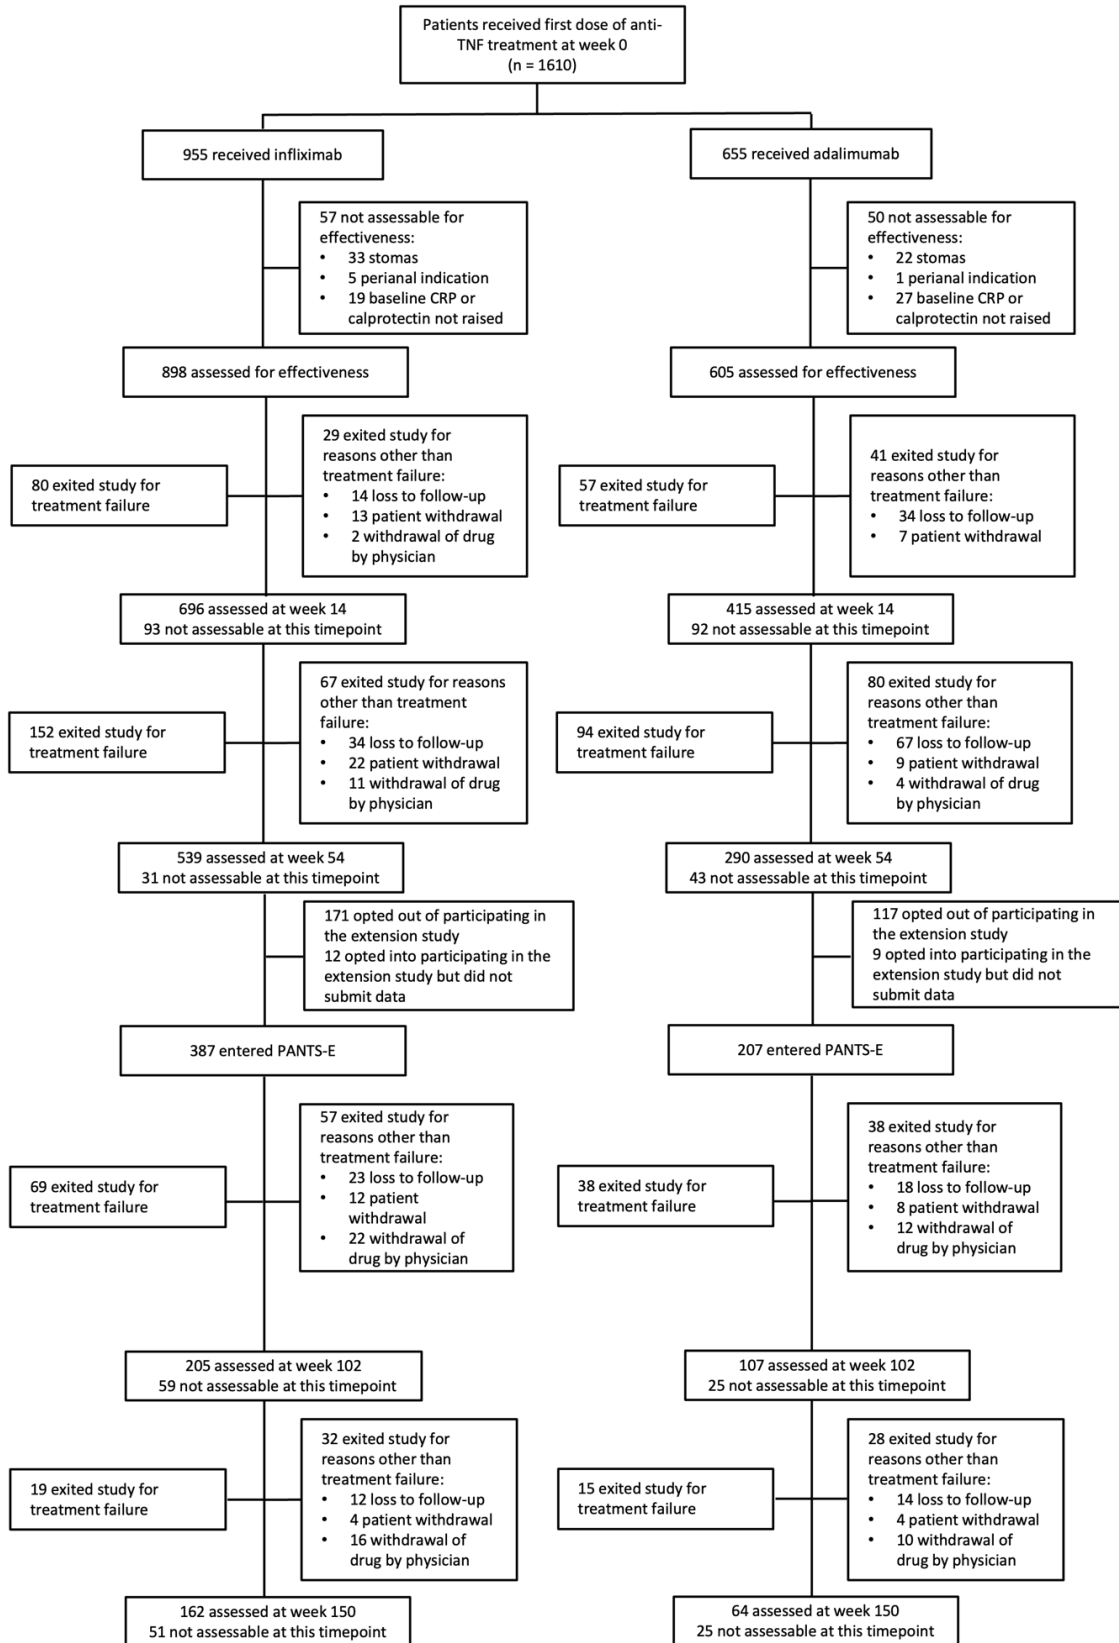 Patients received first dose of anti-
TNF treatment at week 0
(n = 1610)
955 received infliximab
655 received adalimumab
57 not assessable for
effectiveness:
• 33 stomas
• 5 perianal indication
• 19 baseline CRP or
calprotectin not raised
50 not assessable for
effectiveness:
• 22 stomas
• 1 perianal indication
• 27 baseline CRP or
calprotectin not raised
898 assessed for effectiveness
605 assessed for effectiveness
80 exited study for
treatment failure
29 exited study for
reasons other than
treatment failure:
• 14 loss to follow-up
• 13 patient withdrawal
• 2 withdrawal of drug
by physician
57 exited study for
treatment failure
41 exited study for
reasons other than
treatment failure:
• 34 loss to follow-up
• 7 patient withdrawal
696 assessed at week 14
93 not assessable at this timepoint
415 assessed at week 14
92 not assessable at this timepoint
152 exited study for
treatment failure
67 exited study for reasons
other than treatment
failure:
• 34 loss to follow-up
• 22 patient withdrawal
• 11 withdrawal of drug
by physician
94 exited study for
treatment failure
80 exited study for
reasons other than
treatment failure:
• 67 loss to follow-up
• 9 patient withdrawal
• 4 withdrawal of drug
by physician
539 assessed at week 54
31 not assessable at this timepoint
290 assessed at week 54
43 not assessable at this timepoint
171 opted out of participating in
the extension study
12 opted into participating in the
extension study but did not
submit data
117 opted out of participating in
the extension study
9 opted into participating in the
extension study but did not
submit data
387 entered PANTS-E
207 entered PANTS-E
69 exited study for
treatment failure
57 exited study for
reasons other than
treatment failure:
• 23 loss to follow-up
• 12 patient
withdrawal
• 22 withdrawal of
drug by physician
38 exited study for
treatment failure
38 exited study for
reasons other than
treatment failure:
• 18 loss to follow-up
• 8 patient withdrawal
• 12 withdrawal of
drug by physician
205 assessed at week 102
59 not assessable at this timepoint
107 assessed at week 102
25 not assessable at this timepoint
19 exited study for
treatment failure
32 exited study for
reasons other than
treatment failure:
• 12 loss to follow-up
• 4 patient withdrawal
• 16 withdrawal of
drug by physician
15 exited study for
treatment failure
28 exited study for
reasons other than
treatment failure:
• 14 loss to follow-up
• 4 patient withdrawal
• 10 withdrawal of
drug by physician
162 assessed at week 150
51 not assessable at this timepoint
64 assessed at week 150
25 not assessable at this timepoint